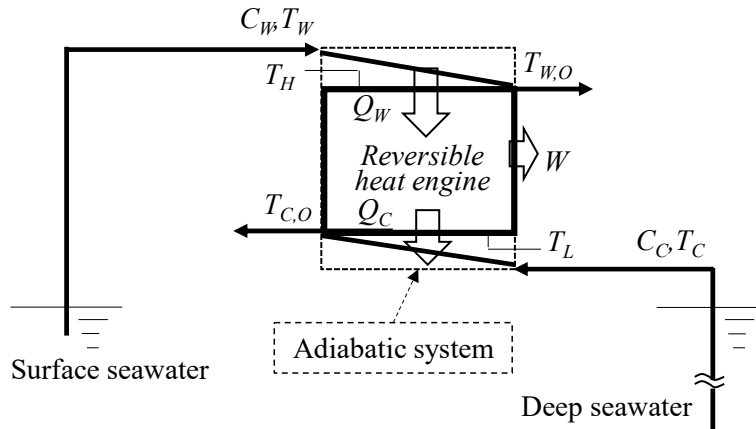 C_W, T_W
T_H
T_{W,O}
Q_W
Reversible
heat engine
W
T_{C,O}
Q_C
T_L
C_C, T_C
Adiabatic system
Surface seawater
Deep seawater